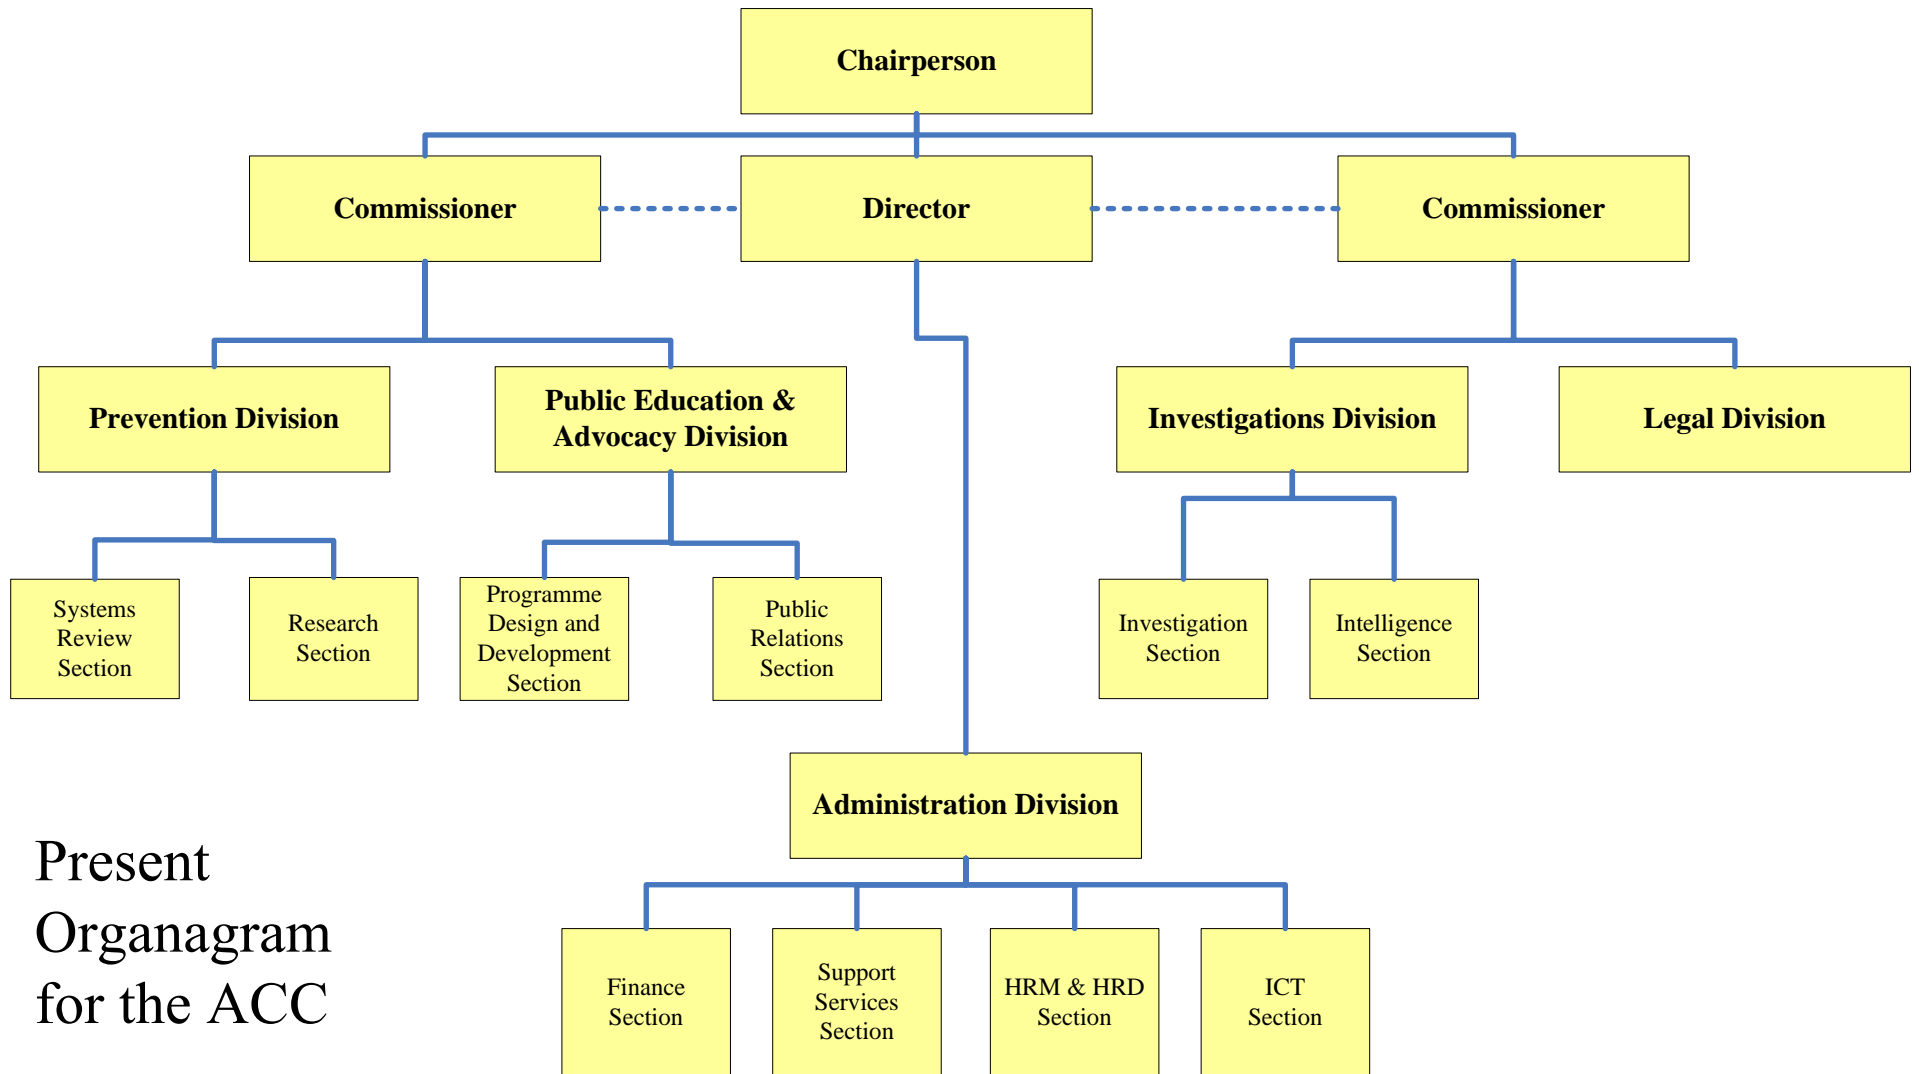 Chairperson
Commissioner
Director
Commissioner
Prevention Division
Public Education &
Advocacy Division
Investigations Division
Legal Division
Systems
Review
Section
Research
Section
Programme
Design and
Development
Section
Public
Relations
Section
Investigation
Section
Intelligence
Section
Administration Division
Finance
Section
Support
Services
Section
HRM & HRD
Section
ICT
Section
Present
Organagram
for the ACC